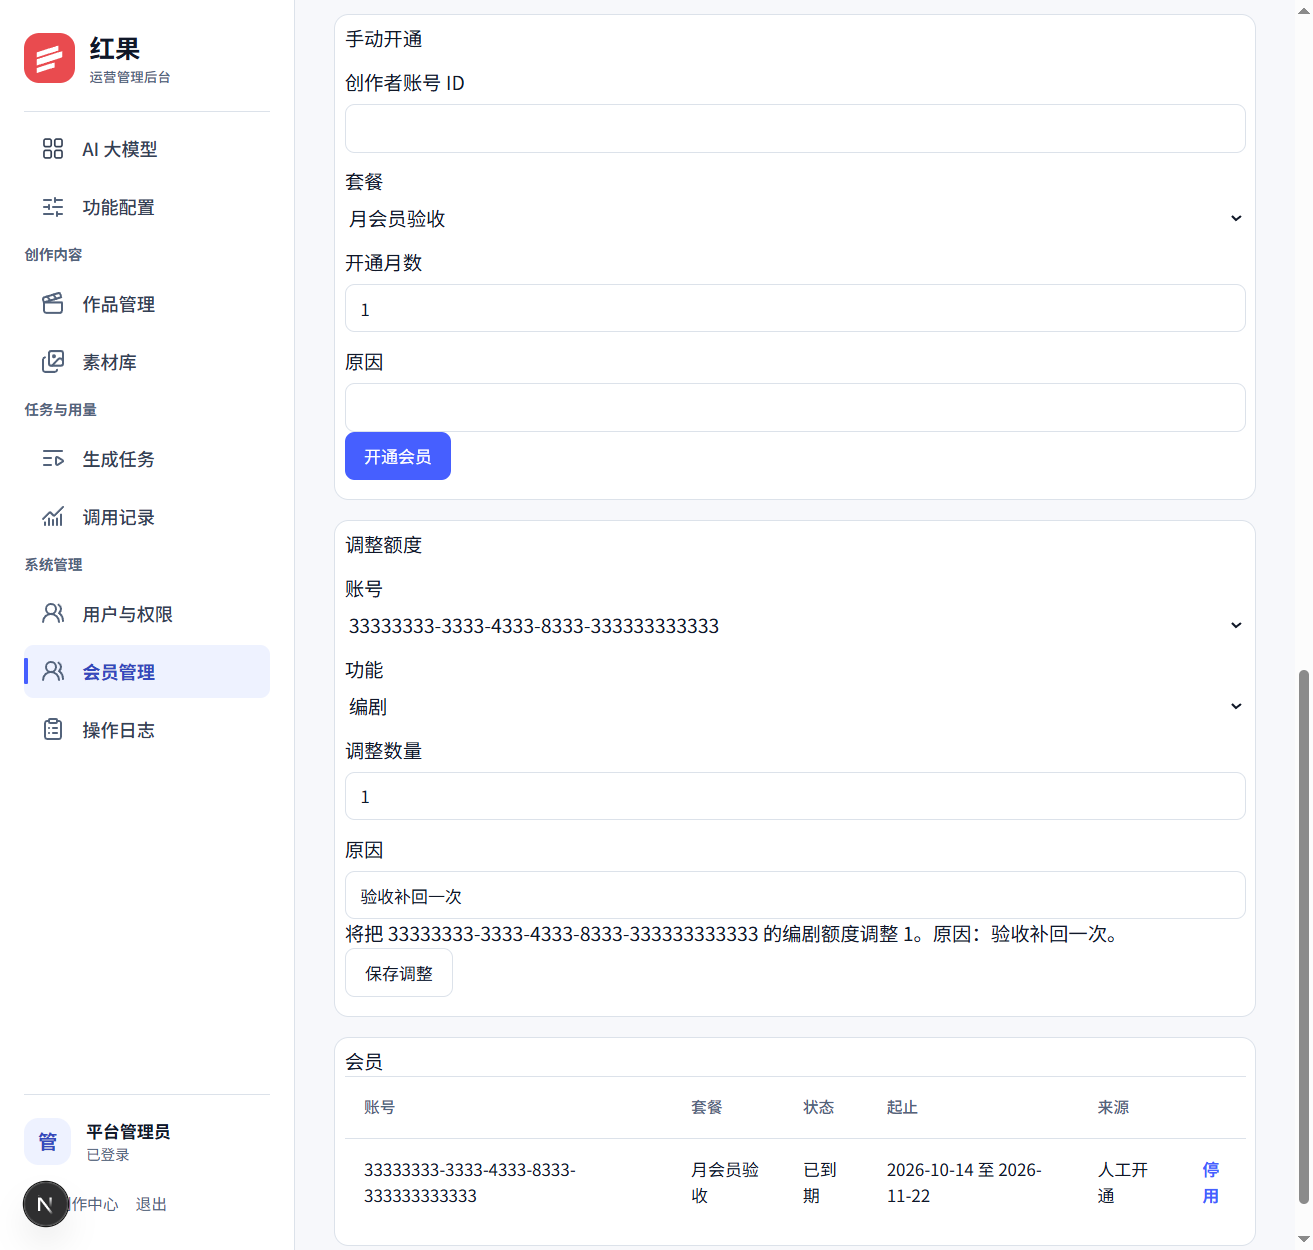 红果
运营管理后台
AI 大模型
功能配置
创作内容
作品管理
素材库
任务与用量
生成任务
调用记录
系统管理
用户与权限
会员管理
操作日志
管
平台管理员
已登录
N
作中心
退出
手动开通
创作者账号 ID
套餐
月会员验收
开通月数
1
原因
开通会员
调整额度
账号
33333333-3333-4333-8333-333333333333
功能
编剧
调整数量
1
原因
验收补回一次
将把 33333333-3333-4333-8333-333333333333 的编剧额度调整 1。原因：验收补回一次。
保存调整
会员
账号 套餐 状态 起止 来源
33333333-3333-4333-8333- 月会员验 已到 2026-10-14 至 2026- 人工开 停
333333333333 收 期 11-22 通 用